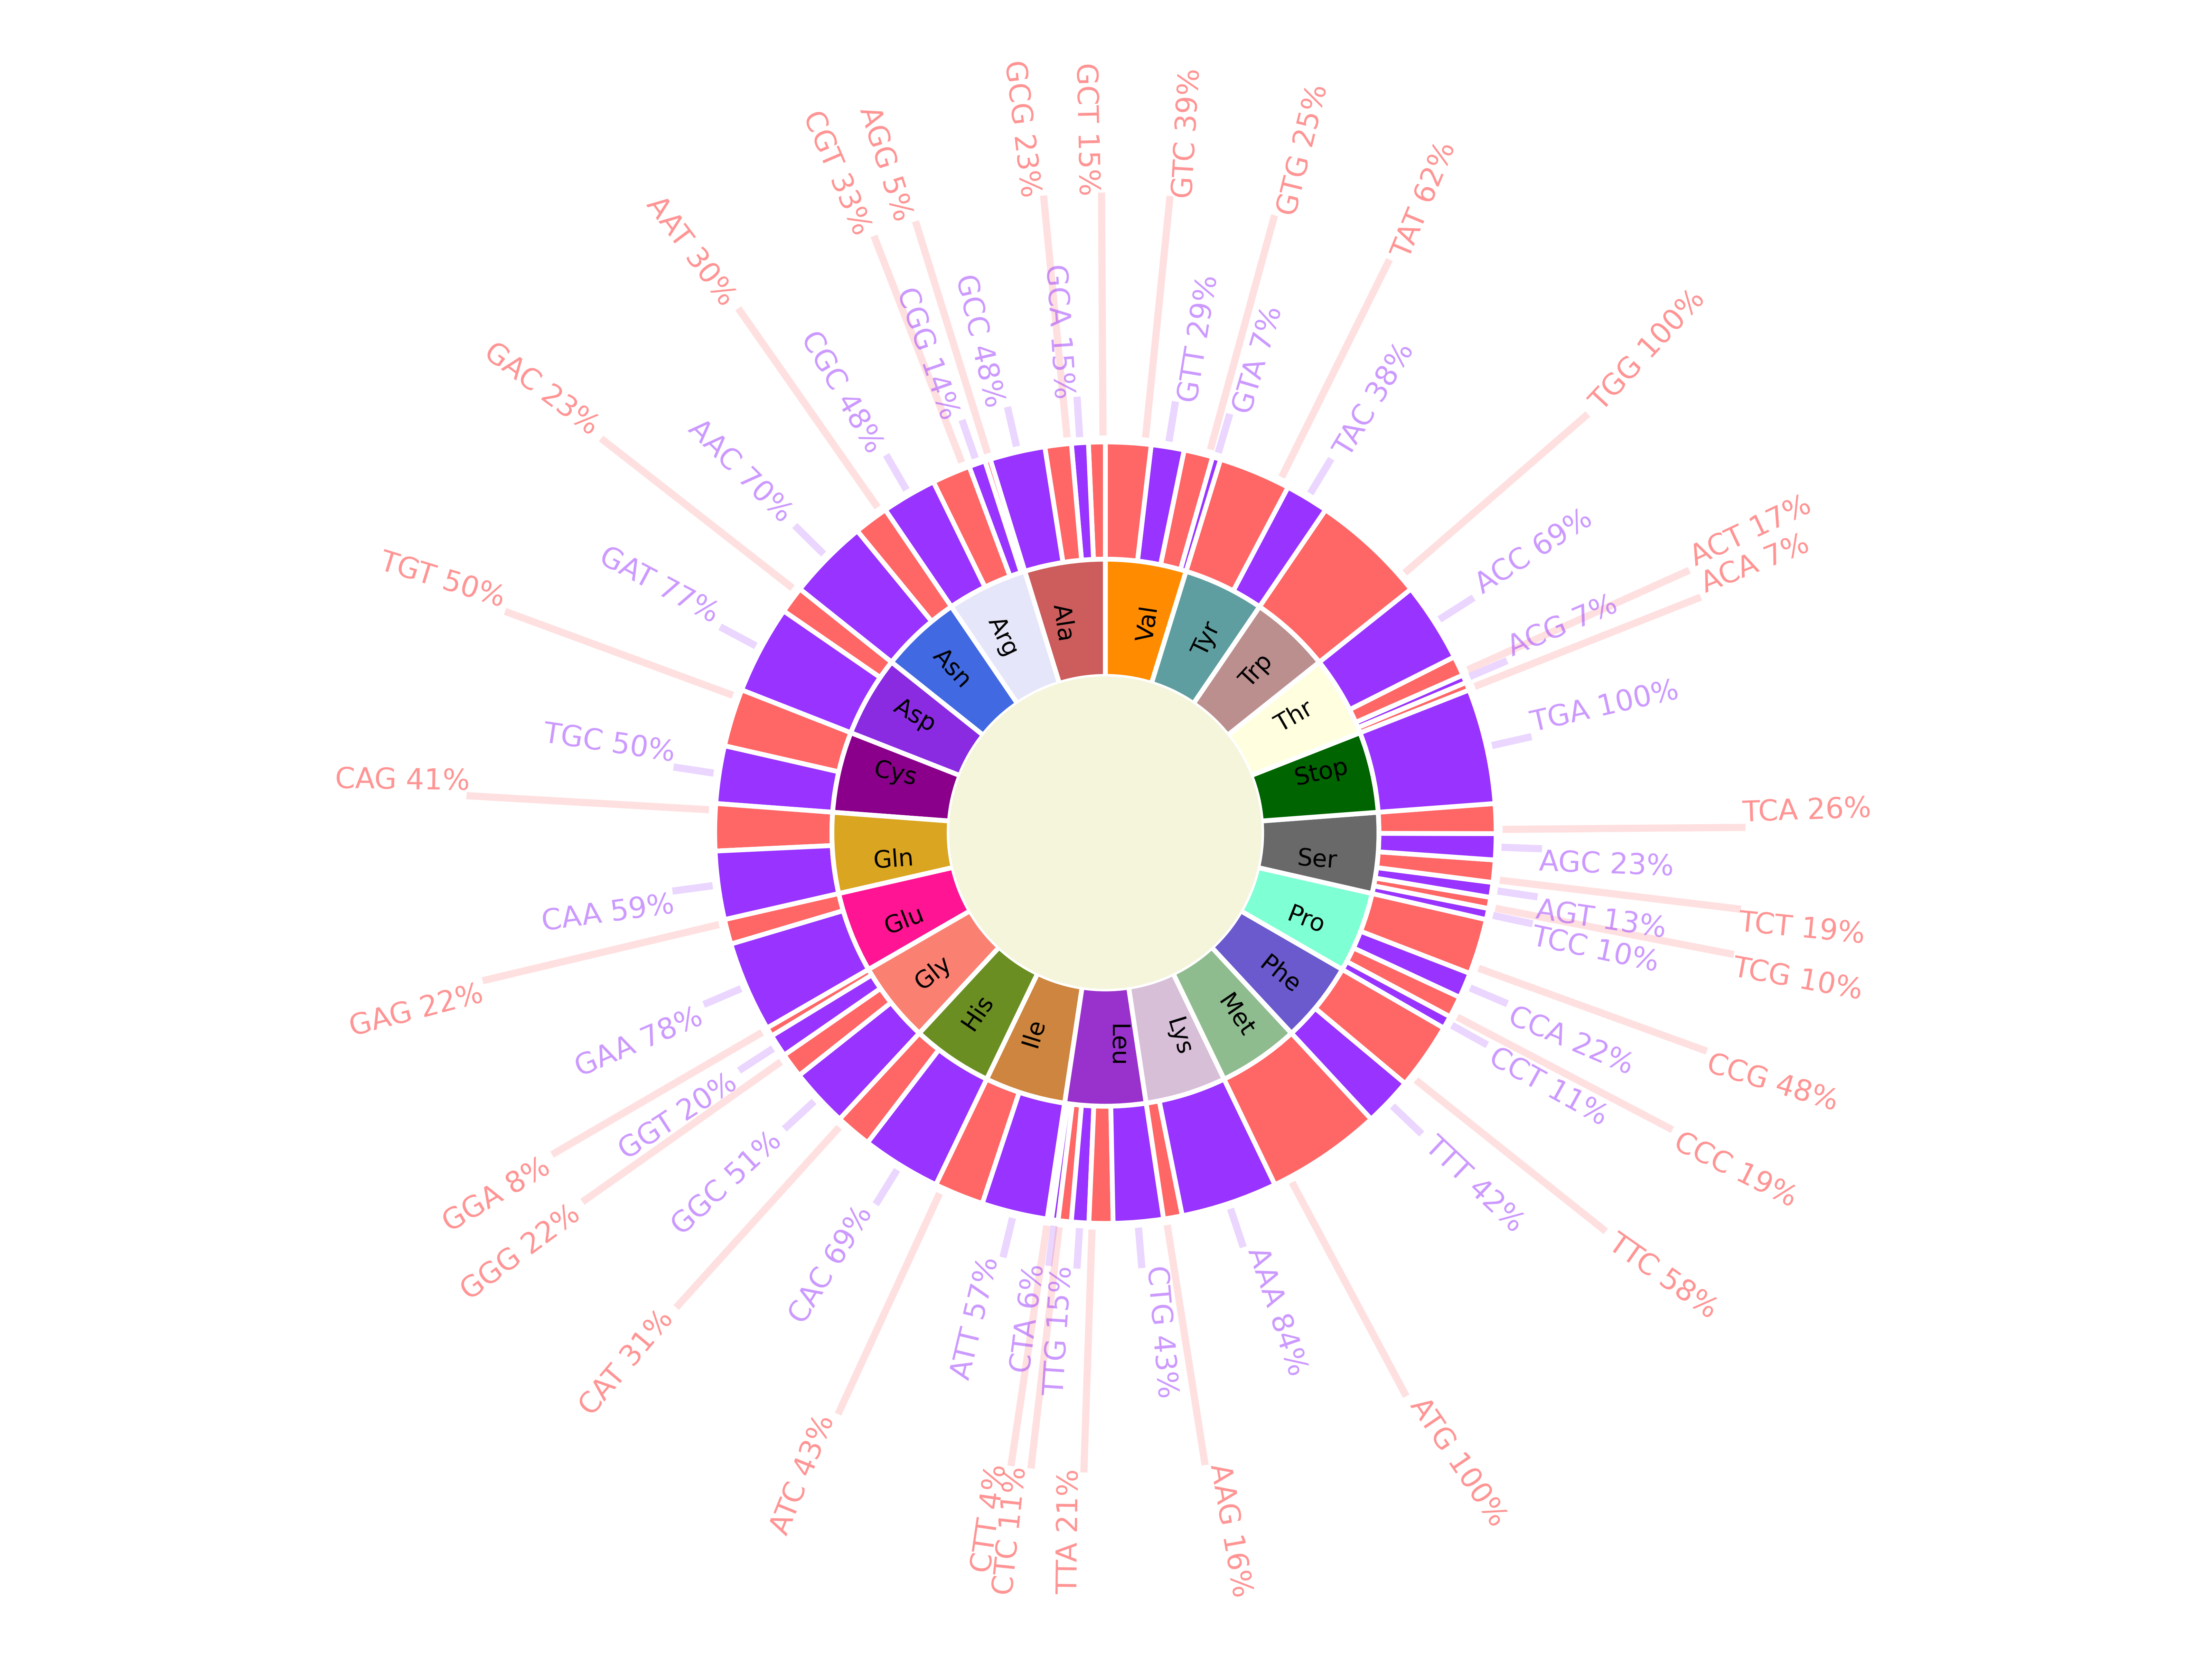 GCT 15%
GCA 15%
GCG 23%
GCC 48%
AGG 5%
CGG 14%
CGT 33%
CGC 48%
AAT 30%
AAC 70%
GAC 23%
GAT 77%
TGT 50%
TGC 50%
CAG 41%
CAA 59%
GAG 22%
GAA 78%
GGA 8%
GGT 20%
GGG 22%
GGC 51%
CAT 31%
CAC 69%
ATC 43%
ATT 57%
CTT 4%
CTA 6%
CTC 11%
TTG 15%
TTA 21%
CTG 43%
AAG 16%
AAA 84%
ATG 100%
TTT 42%
TTC 58%
CCT 11%
CCC 19%
CCA 22%
CCG 48%
TCC 10%
TCG 10%
AGT 13%
TCT 19%
AGC 23%
TCA 26%
TGA 100%
ACA 7%
ACG 7%
ACT 17%
ACC 69%
TGG 100%
TAC 38%
TAT 62%
GTA 7%
GTG 25%
GTT 29%
GTC 39%
Ala
Arg
Asn
Asp
Cys
Gln
Glu
Gly
His
Ile
Leu
Lys
Met
Phe
Pro
Ser
Stop
Thr
Trp
Tyr
Val